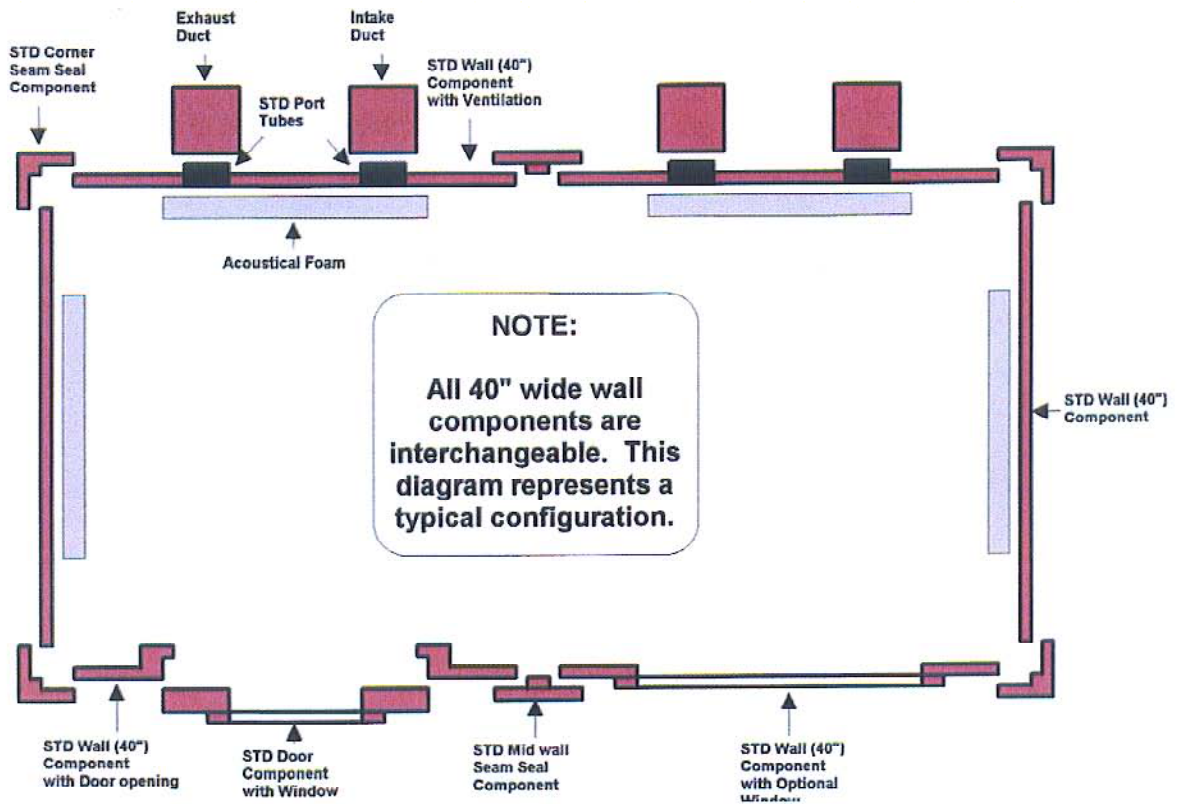 Exhaust
Duct
Intake
Duct
STD Corner
Seam Seal
Component
STD Port
Tubes
STD Wall (40")
Component
with Ventilation
Acoustical Foam
NOTE:
All 40" wide wall
components are
interchangeable. This
diagram represents a
typical configuration.
STD Wall (40")
Component
STD Wall (40")
Component
with Door opening
STD Door
Component
with Window
STD Mid wall
Seam Seal
Component
STD Wall (40")
Component
with Optional
Window